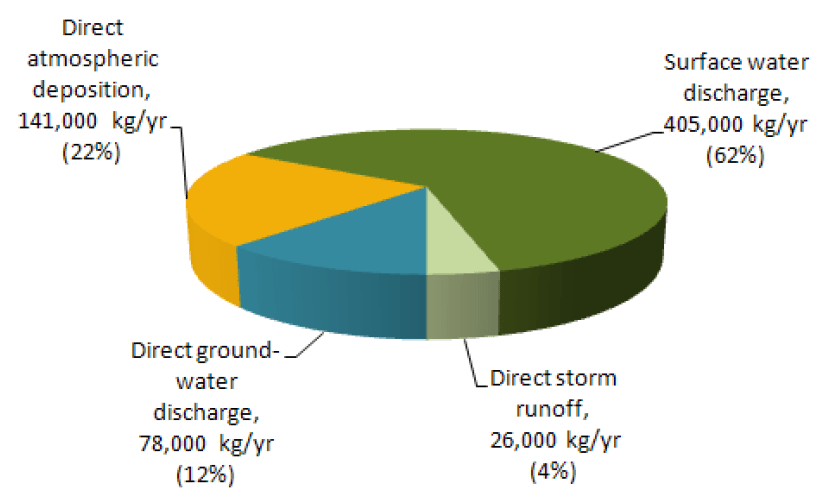 Direct
atmospheric
deposition,
141,000 kg/yr
(22%)
Surface water
discharge,
405,000 kg/yr
(62%)
Direct ground-
water
discharge,
78,000 kg/yr
(12%)
Direct storm
runoff,
26,000 kg/yr
(4%)